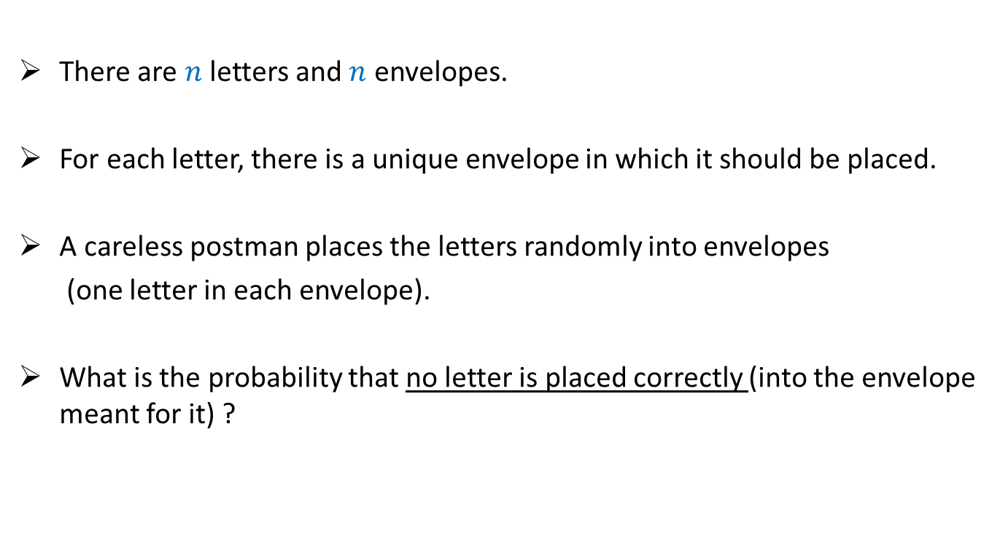 ➢ There are n letters and n envelopes.
➢ For each letter, there is a unique envelope in which it should be placed.
➢ A careless postman places the letters randomly into envelopes
(one letter in each envelope).
➢ What is the probability that no letter is placed correctly (into the envelope
meant for it) ?